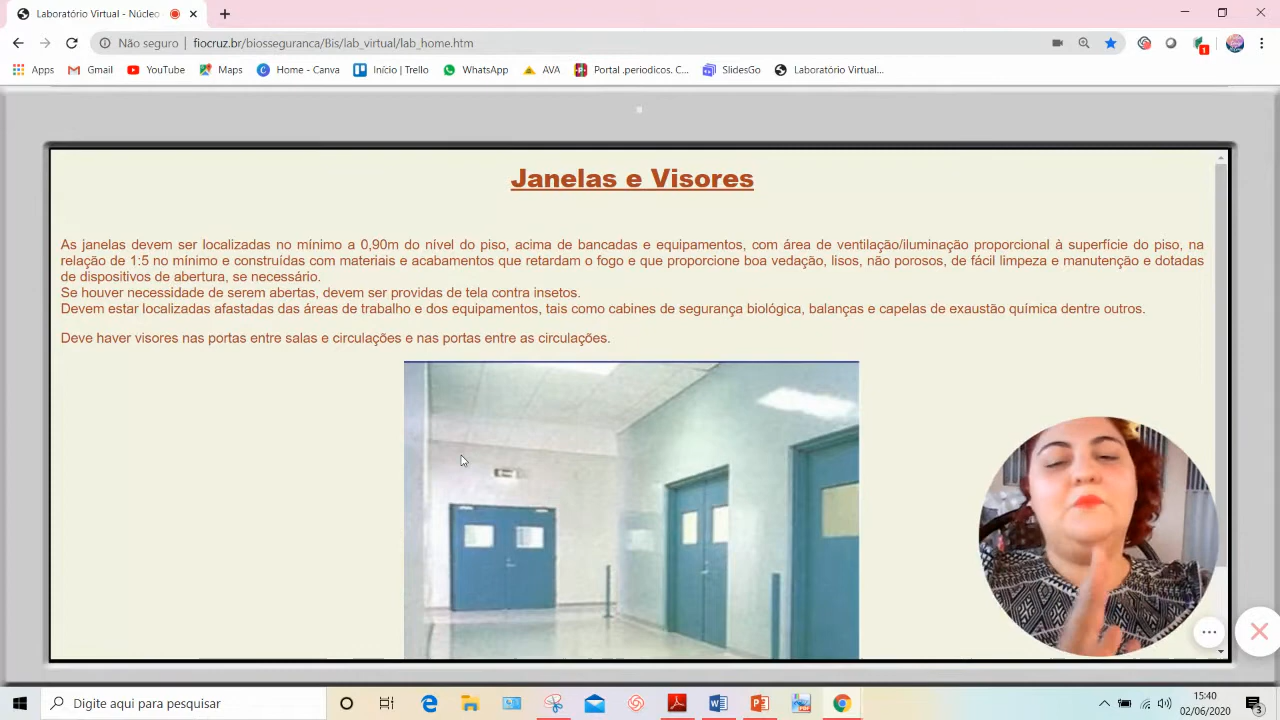 Laboratório Virtual - Núcleo
Não seguro | fiocruz.br/biosseguranca/Bis/lab_virtual/lab_home.htm
1
Apps Gmail YouTube Maps Home - Canva Início | Trello WhatsApp AVA Portal .periodicos. C... SlidesGo Laboratório Virtual...
Janelas e Visores
As janelas devem ser localizadas no mínimo a 0,90m do nível do piso, acima de bancadas e equipamentos, com área de ventilação/iluminação proporcional à superfície do piso, na
relação de 1:5 no mínimo e construídas com materiais e acabamentos que retardam o fogo e que proporcione boa vedação, lisos, não porosos, de fácil limpeza e manutenção e dotadas
de dispositivos de abertura, se necessário.
Se houver necessidade de serem abertas, devem ser providas de tela contra insetos.
Devem estar localizadas afastadas das áreas de trabalho e dos equipamentos, tais como cabines de segurança biológica, balanças e capelas de exaustão química dentre outros.
Deve haver visores nas portas entre salas e circulações e nas portas entre as circulações.
Digite aqui para pesquisar
15:40
02/06/2020
3